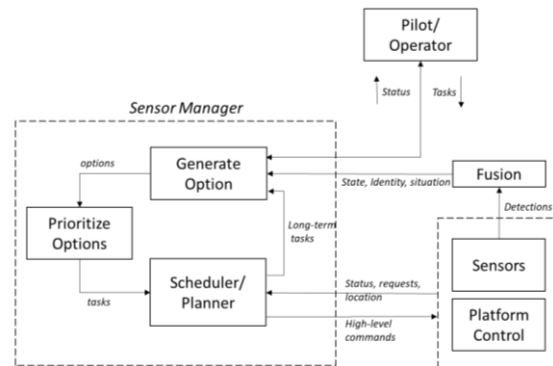 Pilot/
Operator
Status
Tasks
Sensor Manager
options
Generate
Option
Fusion
State, Identity, situation
Detections
Prioritize
Options
Long-term
tasks
Scheduler/
Planner
tasks
Status, requests,
location
Sensors
High-level
commands
Platform
Control